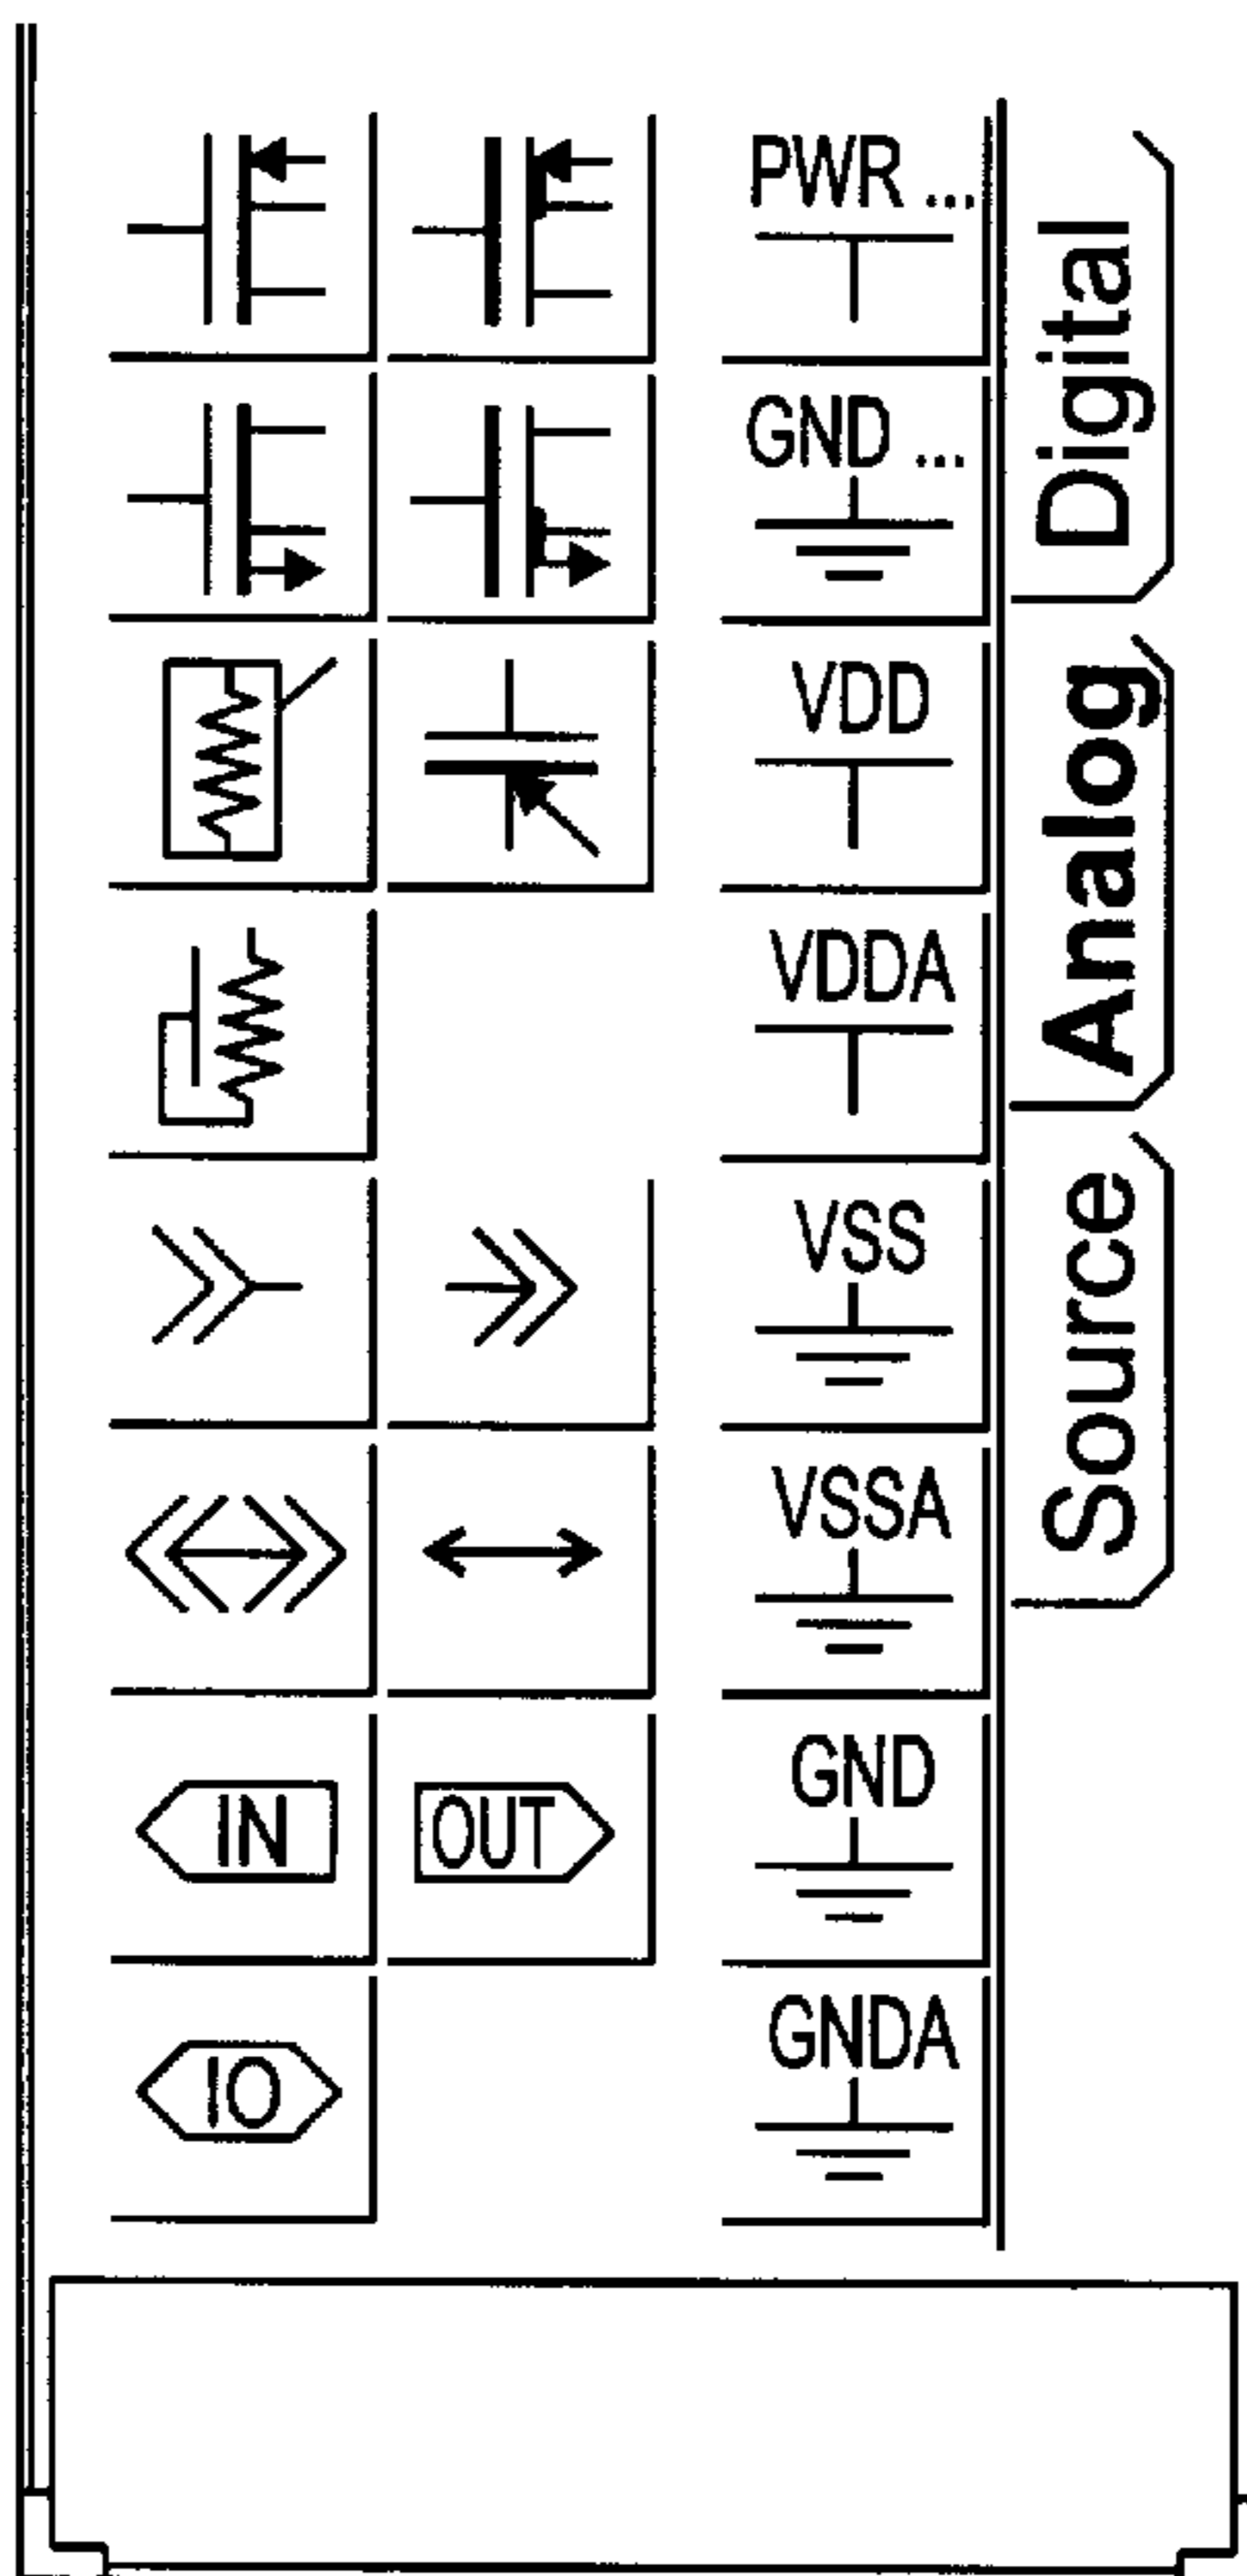 PWR ...
GND ...
VDD
VDDA
VSS
VSSA
IN
OUT
GND
IO
GNDA
Digital
Analog
Source